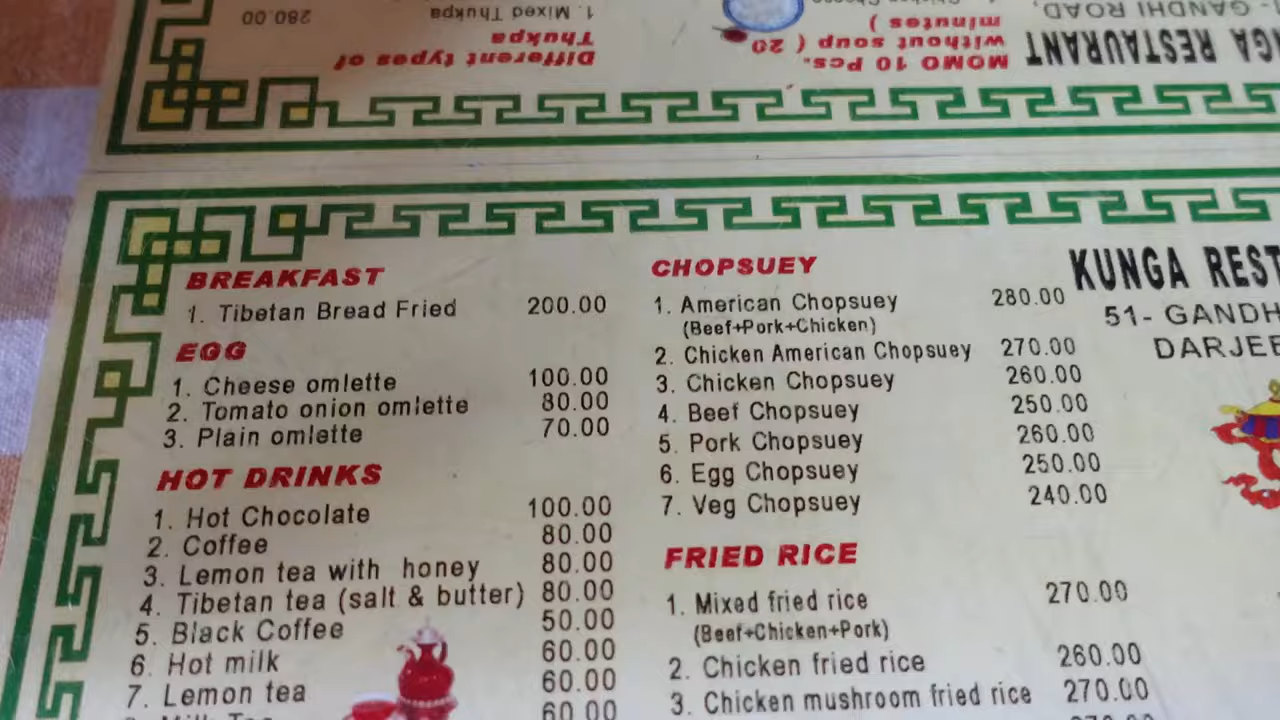 280.00
1. Mixed Thukpa
Different types of
Thukpa
MOMO 10 Pcs.
without soup ( 20
minutes )
GANDHI ROAD,
RESTAURANT
BREAKFAST
1. Tibetan Bread Fried 200.00
EGG
1. Cheese omlette 100.00
2. Tomato onion omlette 80.00
3. Plain omlette 70.00
HOT DRINKS
1. Hot Chocolate 100.00
2. Coffee 80.00
3. Lemon tea with honey 80.00
4. Tibetan tea (salt & butter) 80.00
5. Black Coffee 50.00
6. Hot milk 60.00
7. Lemon tea 60.00
60.00
CHOPSUEY
1. American Chopsuey 280.00
(Beef+Pork+Chicken)
2. Chicken American Chopsuey 270.00
3. Chicken Chopsuey 260.00
4. Beef Chopsuey 250.00
5. Pork Chopsuey 260.00
6. Egg Chopsuey 250.00
7. Veg Chopsuey 240.00
FRIED RICE
1. Mixed fried rice 270.00
(Beef+Chicken+Pork)
2. Chicken fried rice 260.00
3. Chicken mushroom fried rice 270.00
KUNGA REST
51- GANDH
DARJEE